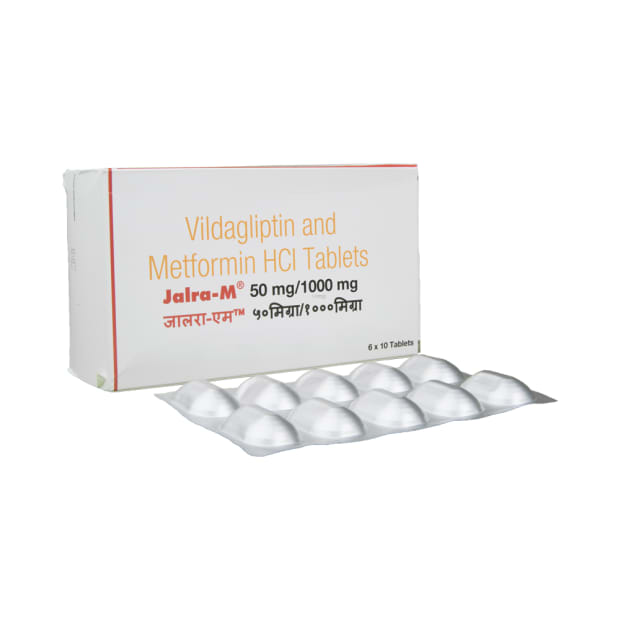 Vildagliptin and
Metformin HCl Tablets
Jalra-M® 50 mg/1000 mg
जालरा-एम™ ५०मिग्रा/१०००मिग्रा
6 x 10 Tablets